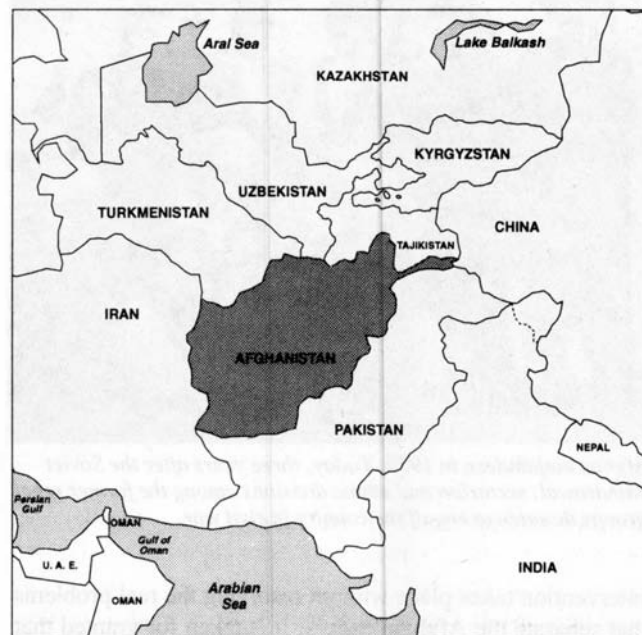 Aral Sea
Lake Balkash
KAZAKHSTAN
KYRGYZSTAN
UZBEKISTAN
TURKMENISTAN
TAJIKISTAN
CHINA
IRAN
AFGHANISTAN
PAKISTAN
NEPAL
Persian
Gulf
OMAN
Gulf of
Oman
U. A. E.
OMAN
Arabian
Sea
INDIA